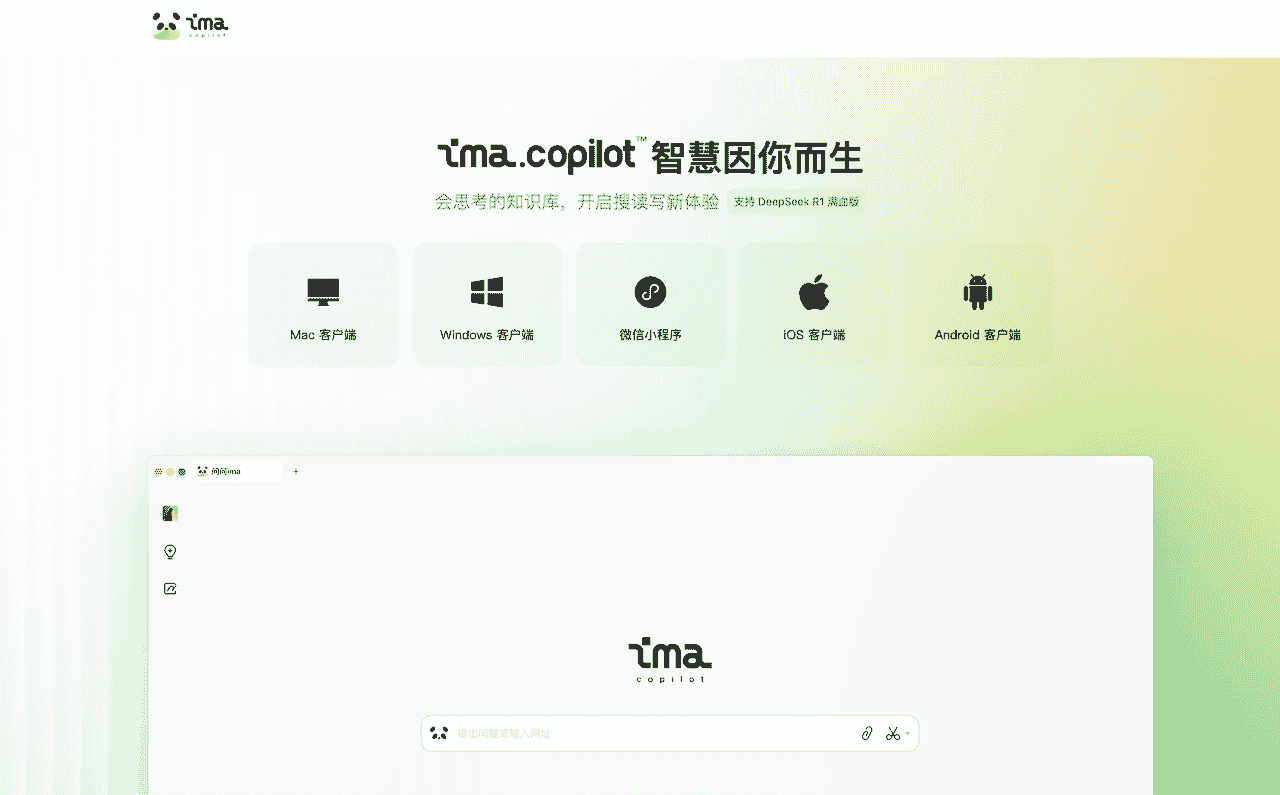 ima
copilot
ima.copilot™ 智慧因你而生
会思考的知识库，开启搜读写新体验 支持 DeepSeek R1 满血版
Mac 客户端
Windows 客户端
微信小程序
iOS 客户端
Android 客户端
问问ima +
ima
copilot
提出问题或输入网址